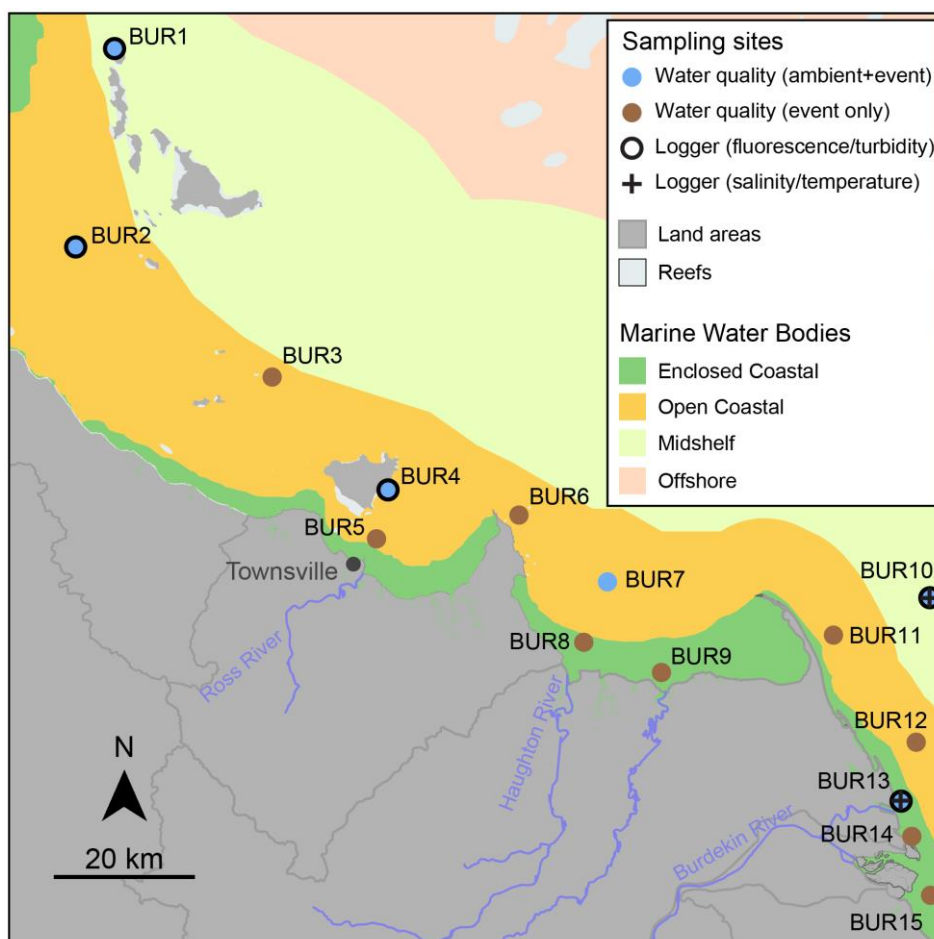 BUR1
BUR2
BUR3
BUR4
BUR5
BUR6
Townsville
BUR7
BUR8
BUR9
BUR10
BUR11
BUR12
BUR13
BUR14
BUR15
Ross River
Haughton River
Burdekin River
N
20 km
Sampling sites
Water quality (ambient+event)
Water quality (event only)
Logger (fluorescence/turbidity)
Logger (salinity/temperature)
Land areas
Reefs
Marine Water Bodies
Enclosed Coastal
Open Coastal
Midshelf
Offshore